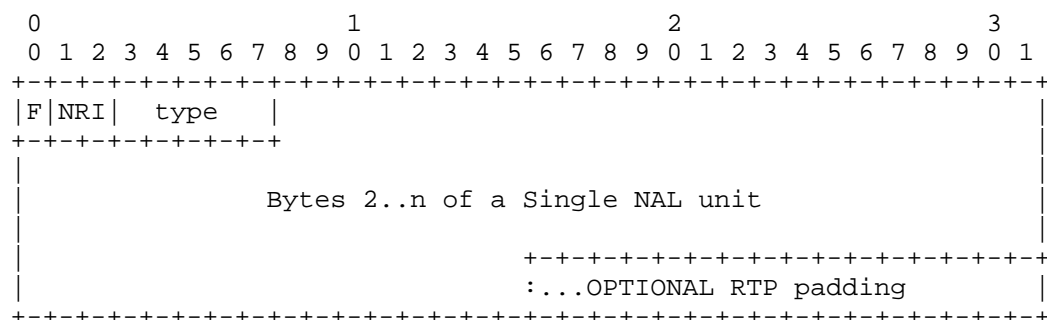 0                   1                   2                   3
 0 1 2 3 4 5 6 7 8 9 0 1 2 3 4 5 6 7 8 9 0 1 2 3 4 5 6 7 8 9 0 1
+-+-+-+-+-+-+-+-+-+-+-+-+-+-+-+-+-+-+-+-+-+-+-+-+-+-+-+-+-+-+-+-+
|F|NRI|  type   |                                               |
+-+-+-+-+-+-+-+-+                                               |
|                                                               |
|               Bytes 2..n of a Single NAL unit                 |
|                                                               |
|                               +-+-+-+-+-+-+-+-+-+-+-+-+-+-+-+-+
|                               :...OPTIONAL RTP padding        |
+-+-+-+-+-+-+-+-+-+-+-+-+-+-+-+-+-+-+-+-+-+-+-+-+-+-+-+-+-+-+-+-+